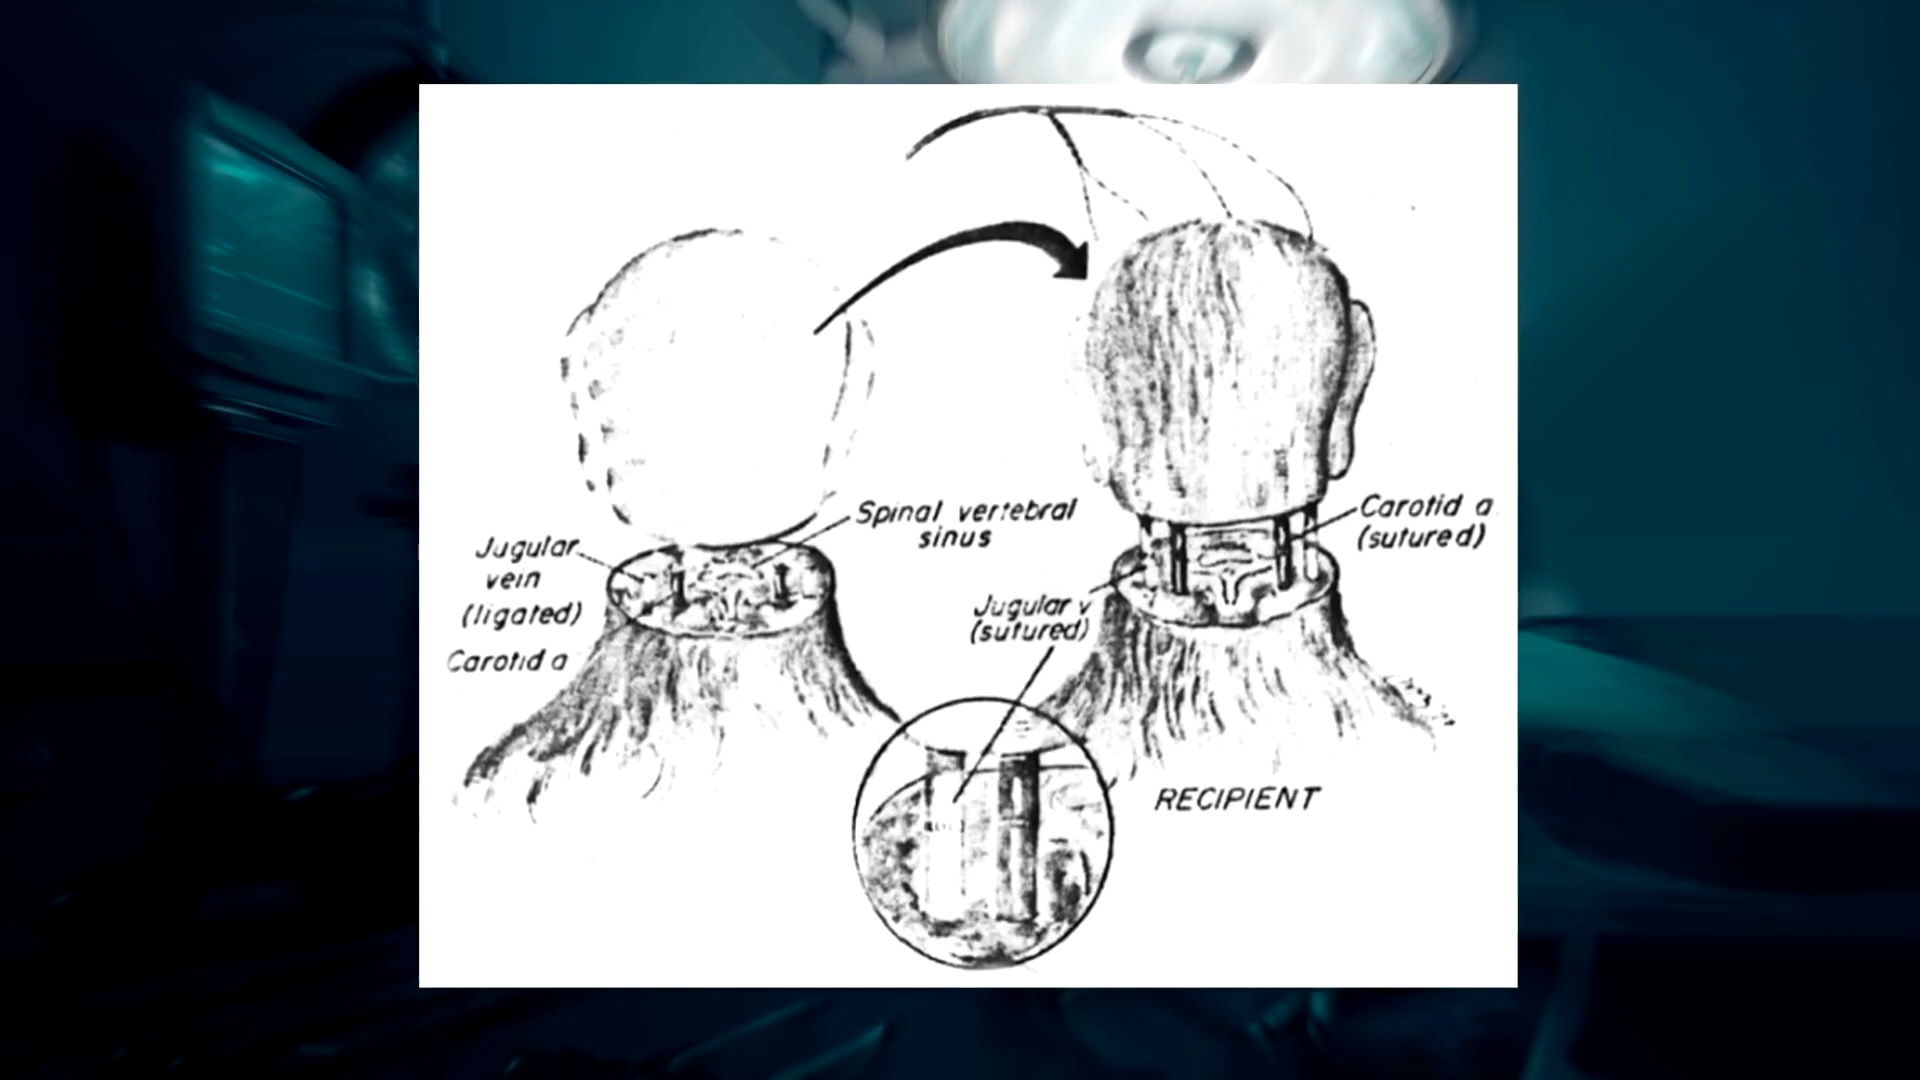 Spinal vertebral
sinus
Carotid a
(sutured)
Jugular
vein
(ligated)
Carotid a
Jugular v
(sutured)
RECIPIENT